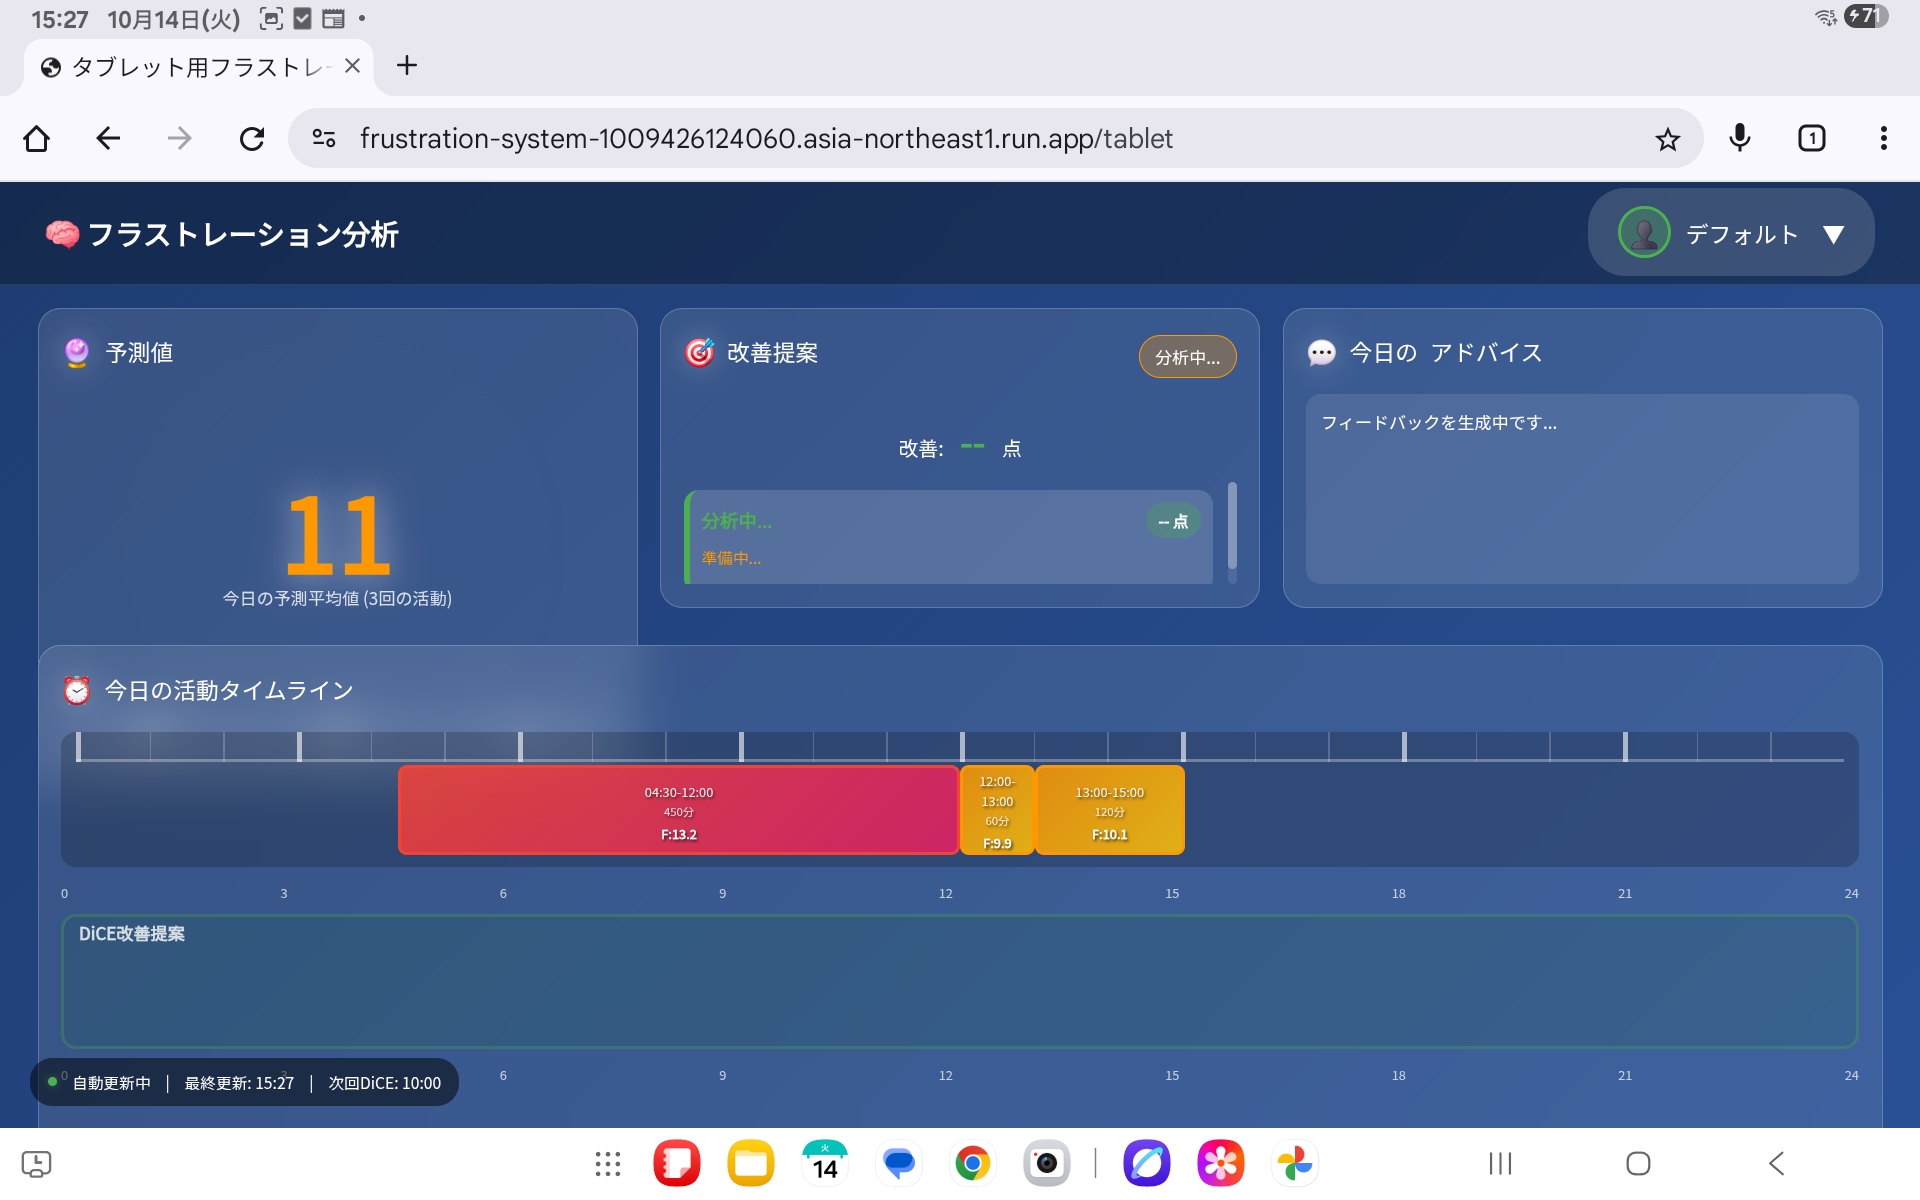 15:27 10月14日(火)
71
タブレット用フラストレー
frustration-system-1009426124060.asia-northeast1.run.app/tablet
1
フラストレーション分析
デフォルト ▼
予測値
11
今日の予測平均値 (3回の活動)
改善提案
分析中...
改善: -- 点
分析中...
-- 点
準備中...
今日の アドバイス
フィードバックを生成中です...
今日の活動タイムライン
04:30-12:00
450分
F:13.2
12:00-
13:00
60分
F:9.9
13:00-15:00
120分
F:10.1
0 3 6 9 12 15 18 21 24
DiCE改善提案
0 3 6 9 12 15 18 21 24
自動更新中 | 最終更新: 15:27 | 次回DiCE: 10:00
火
14